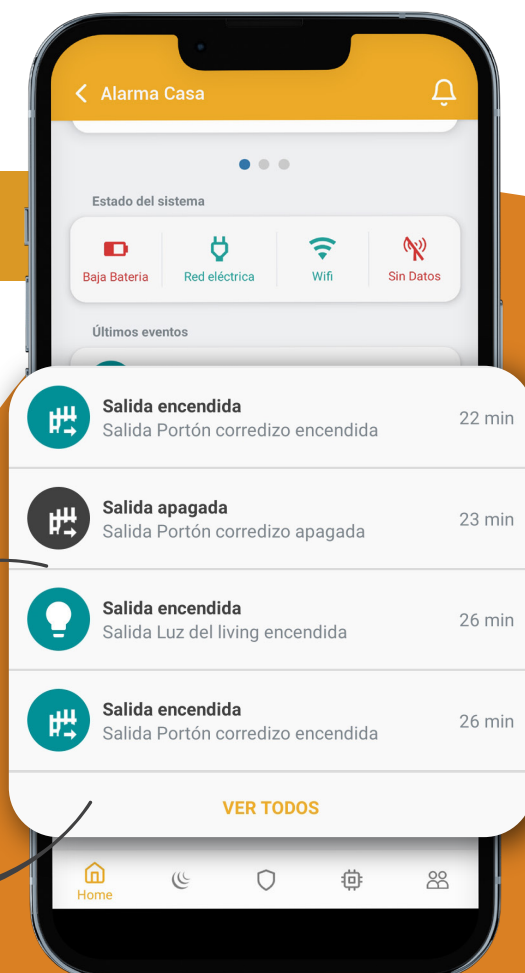 Alarma Casa
Estado del sistema
Baja Bateria
Red eléctrica
Wifi
Sin Datos
Últimos eventos
Salida encendida
Salida Portón corredizo encendida
22 min
Salida apagada
Salida Portón corredizo apagada
23 min
Salida encendida
Salida Luz del living encendida
26 min
Salida encendida
Salida Portón corredizo encendida
26 min
VER TODOS
Home